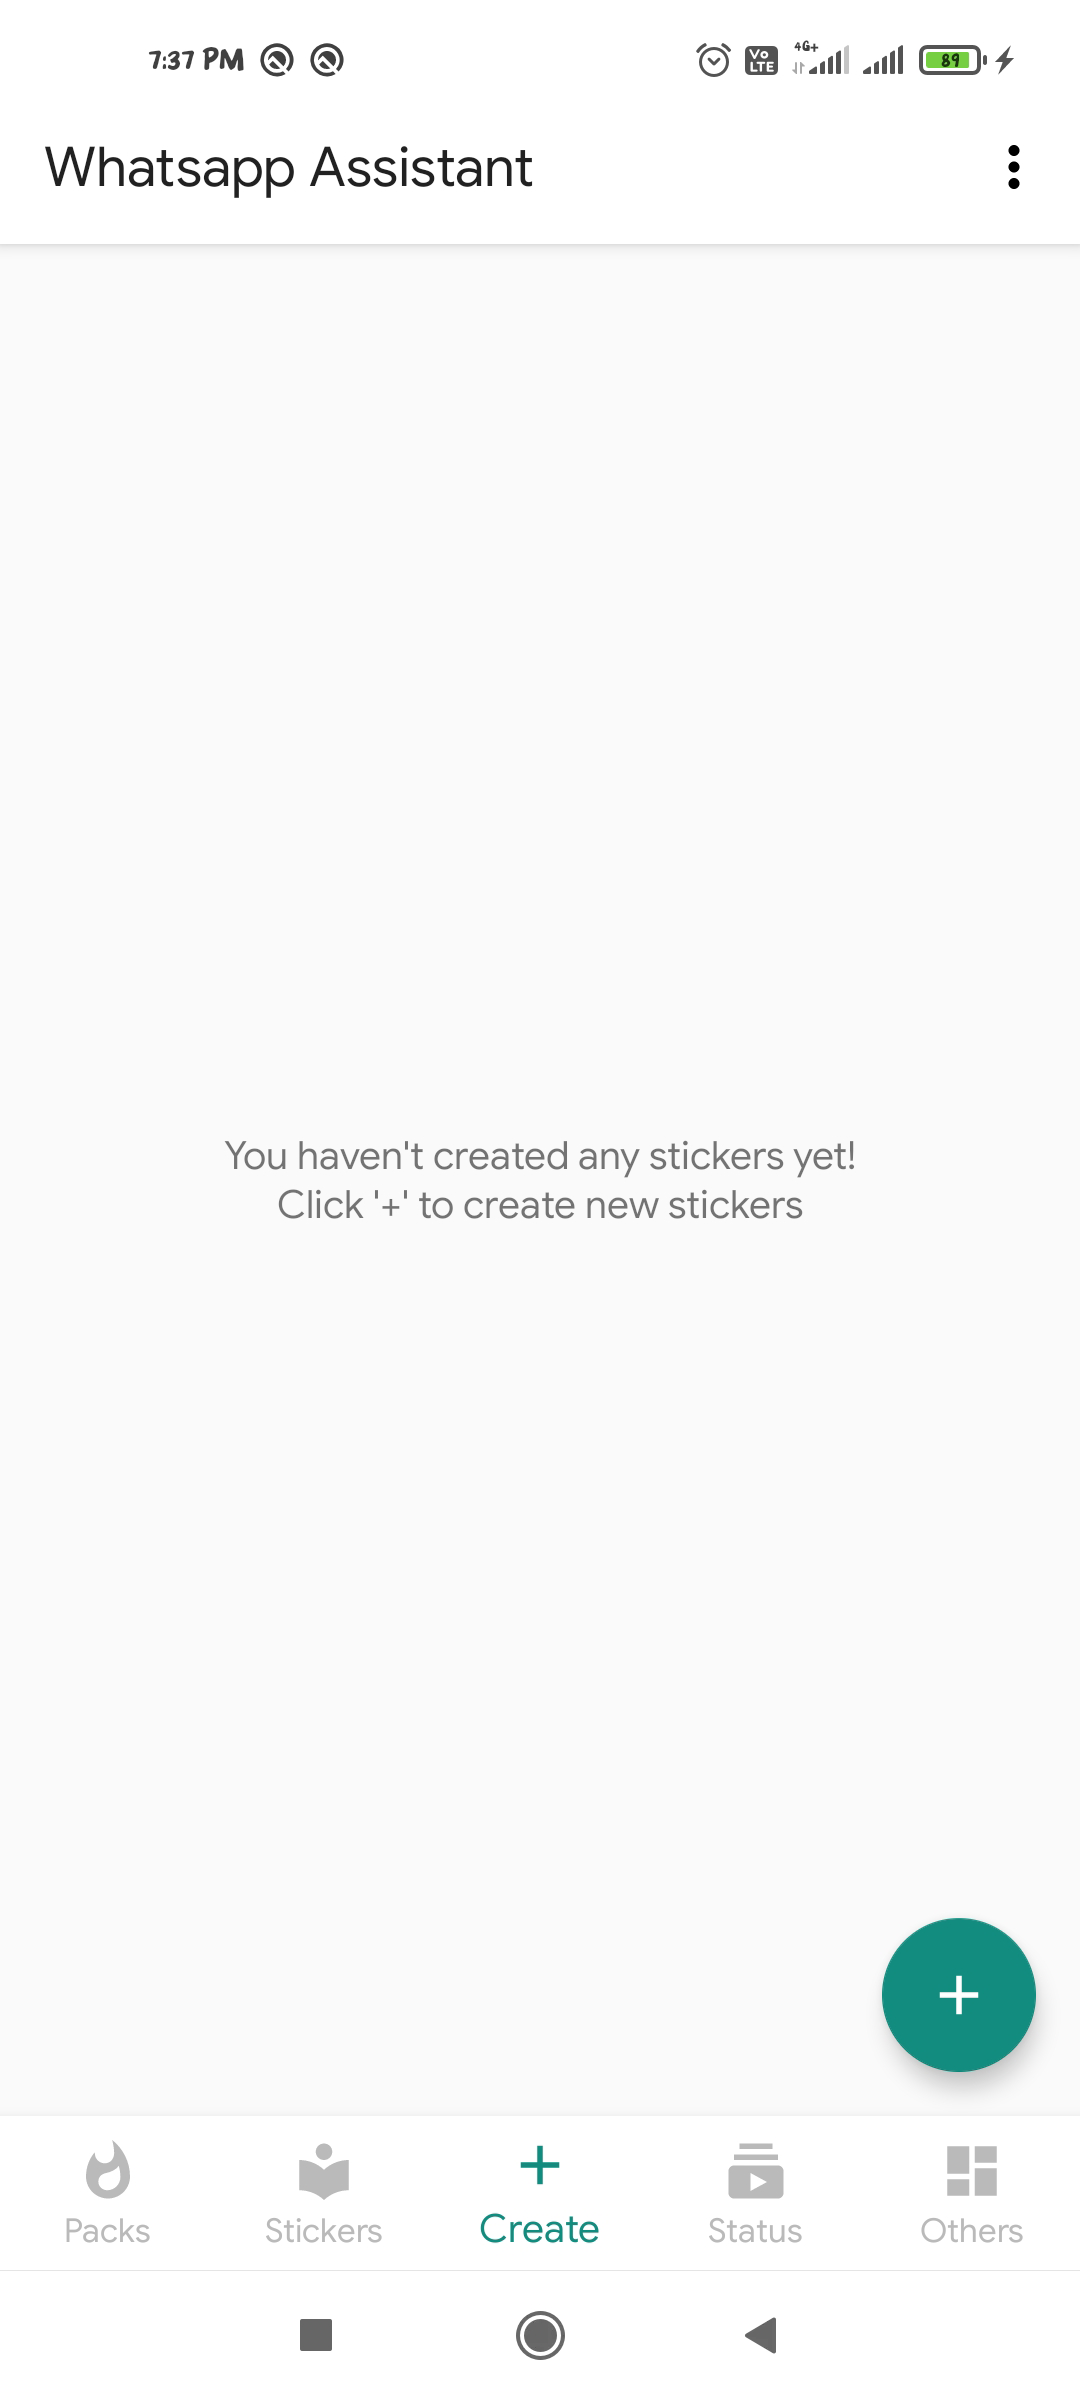 7:37 PM
Vo
LTE
4G+
89
Whatsapp Assistant
You haven't created any stickers yet!
Click '+' to create new stickers
Packs
Stickers
Create
Status
Others